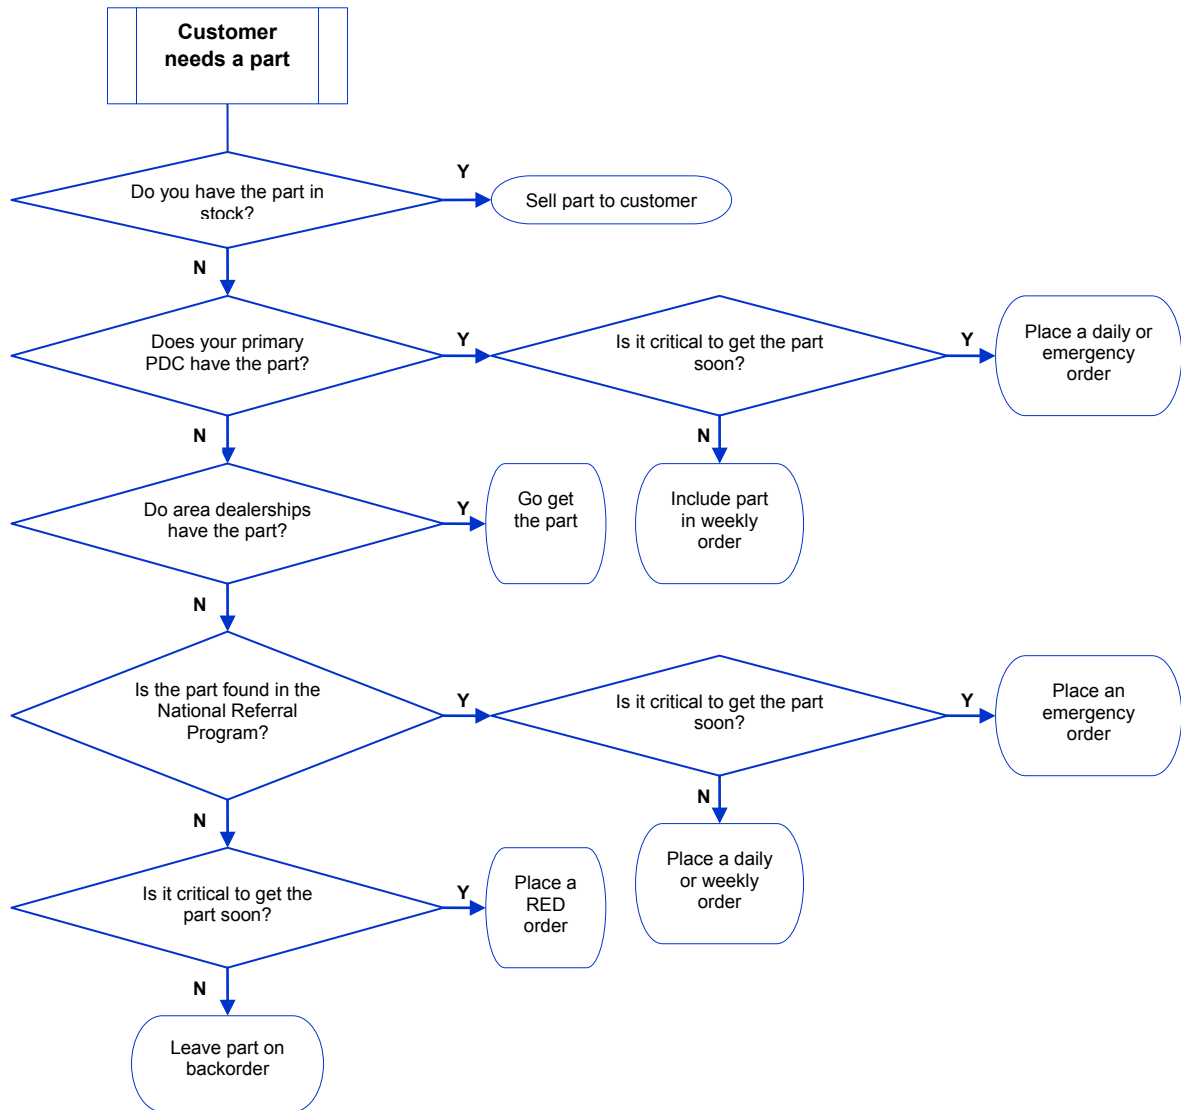 Customer
needs a part
Do you have the part in
stock?
Y
Sell part to customer
N
Does your primary
PDC have the part?
Y
Is it critical to get the part
soon?
Y
Place a daily or
emergency
order
N
N
Do area dealerships
have the part?
Y
Go get
the part
Include part
in weekly
order
N
Is the part found in the
National Referral
Program?
Y
Is it critical to get the part
soon?
Y
Place an
emergency
order
N
N
Is it critical to get the
part soon?
Y
Place a
RED
order
Place a daily
or weekly
order
N
Leave part on
backorder